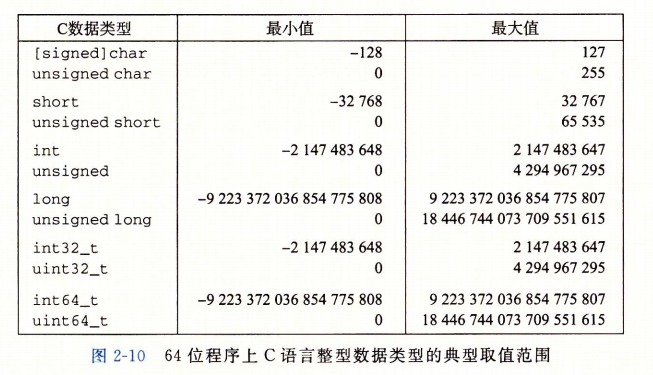 C数据类型 最小值 最大值
[signed]char −128 127
unsigned char 0 255
short −32 768 32 767
unsigned short 0 65 535
int −2 147 483 648 2 147 483 647
unsigned 0 4 294 967 295
long −9 223 372 036 854 775 808 9 223 372 036 854 775 807
unsigned long 0 18 446 744 073 709 551 615
int32_t −2 147 483 648 2 147 483 647
uint32_t 0 4 294 967 295
int64_t −9 223 372 036 854 775 808 9 223 372 036 854 775 807
uint64_t 0 18 446 744 073 709 551 615
图 2-10 64 位程序上 C 语言整型数据类型的典型取值范围